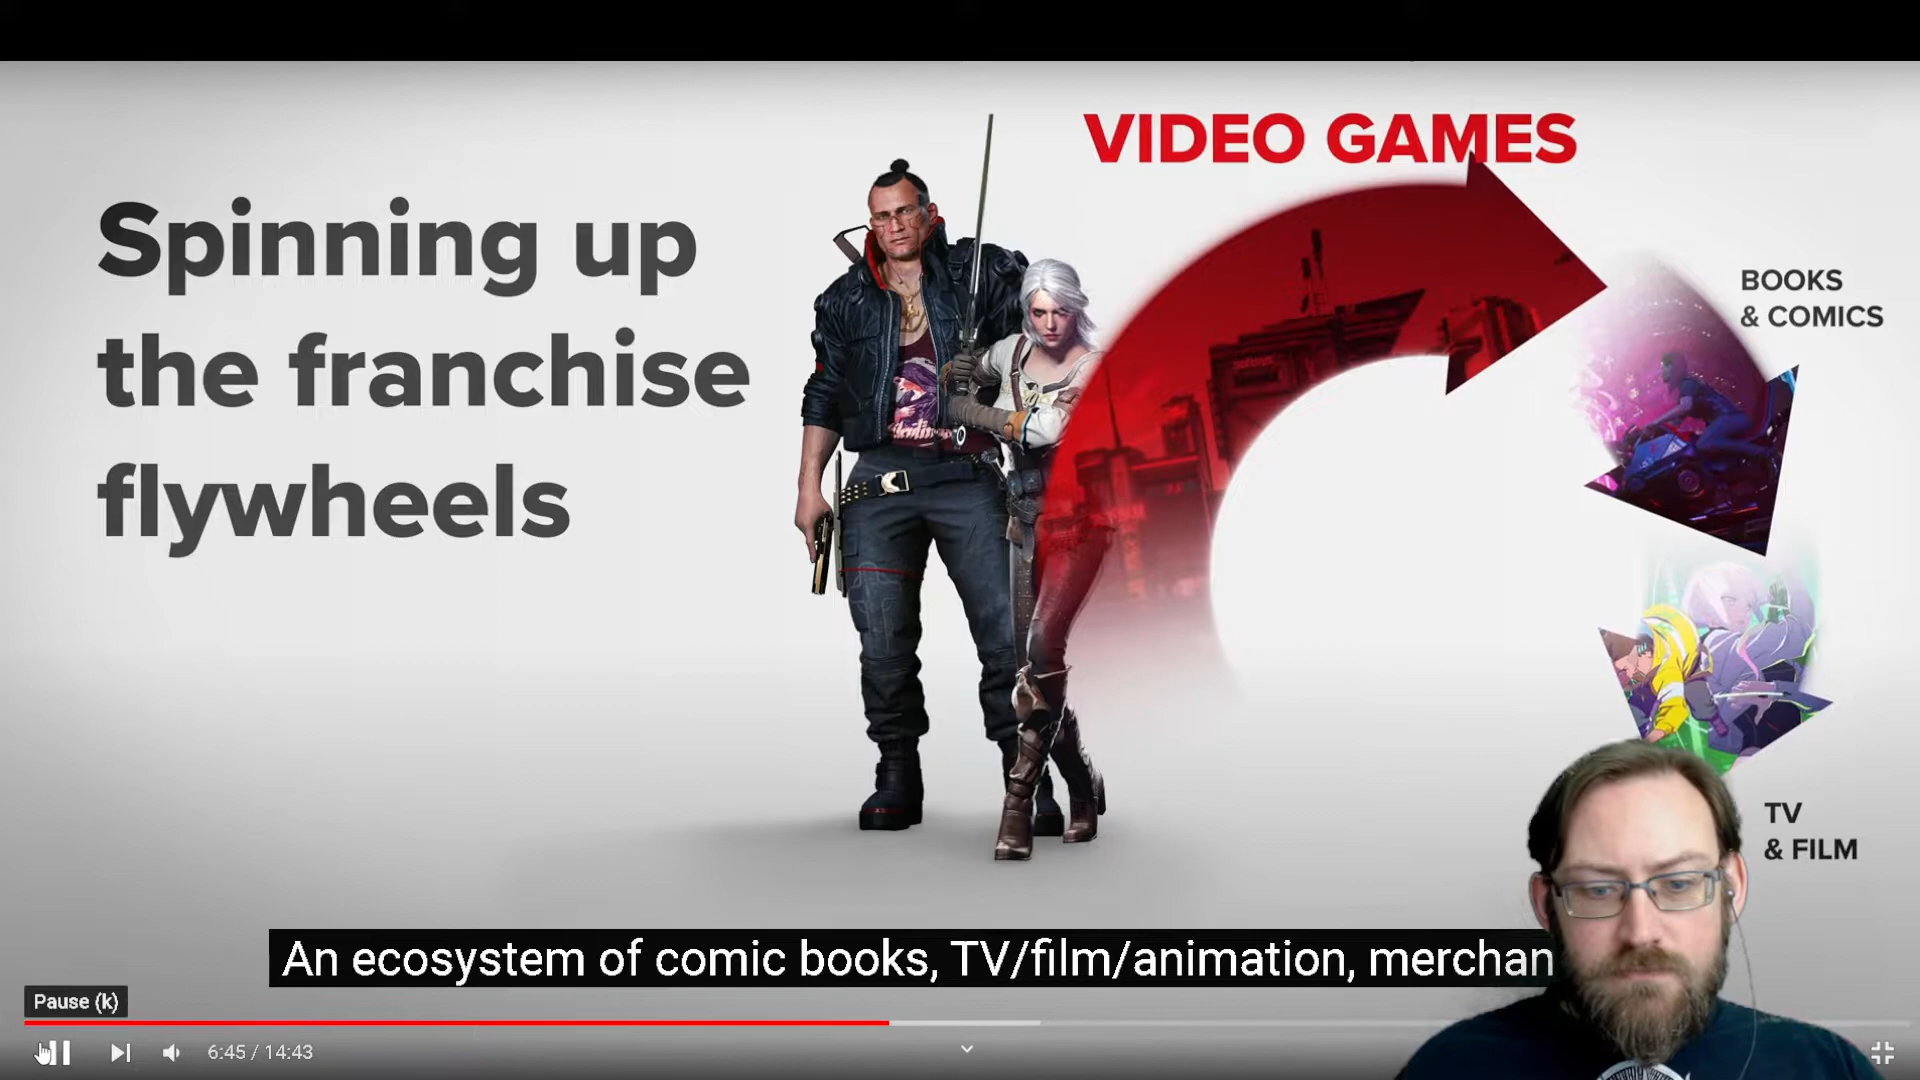 VIDEO GAMES
Spinning up
the franchise
flywheels
BOOKS
& COMICS
TV
& FILM
An ecosystem of comic books, TV/film/animation, merchan
Pause (k)
6:45 / 14:43